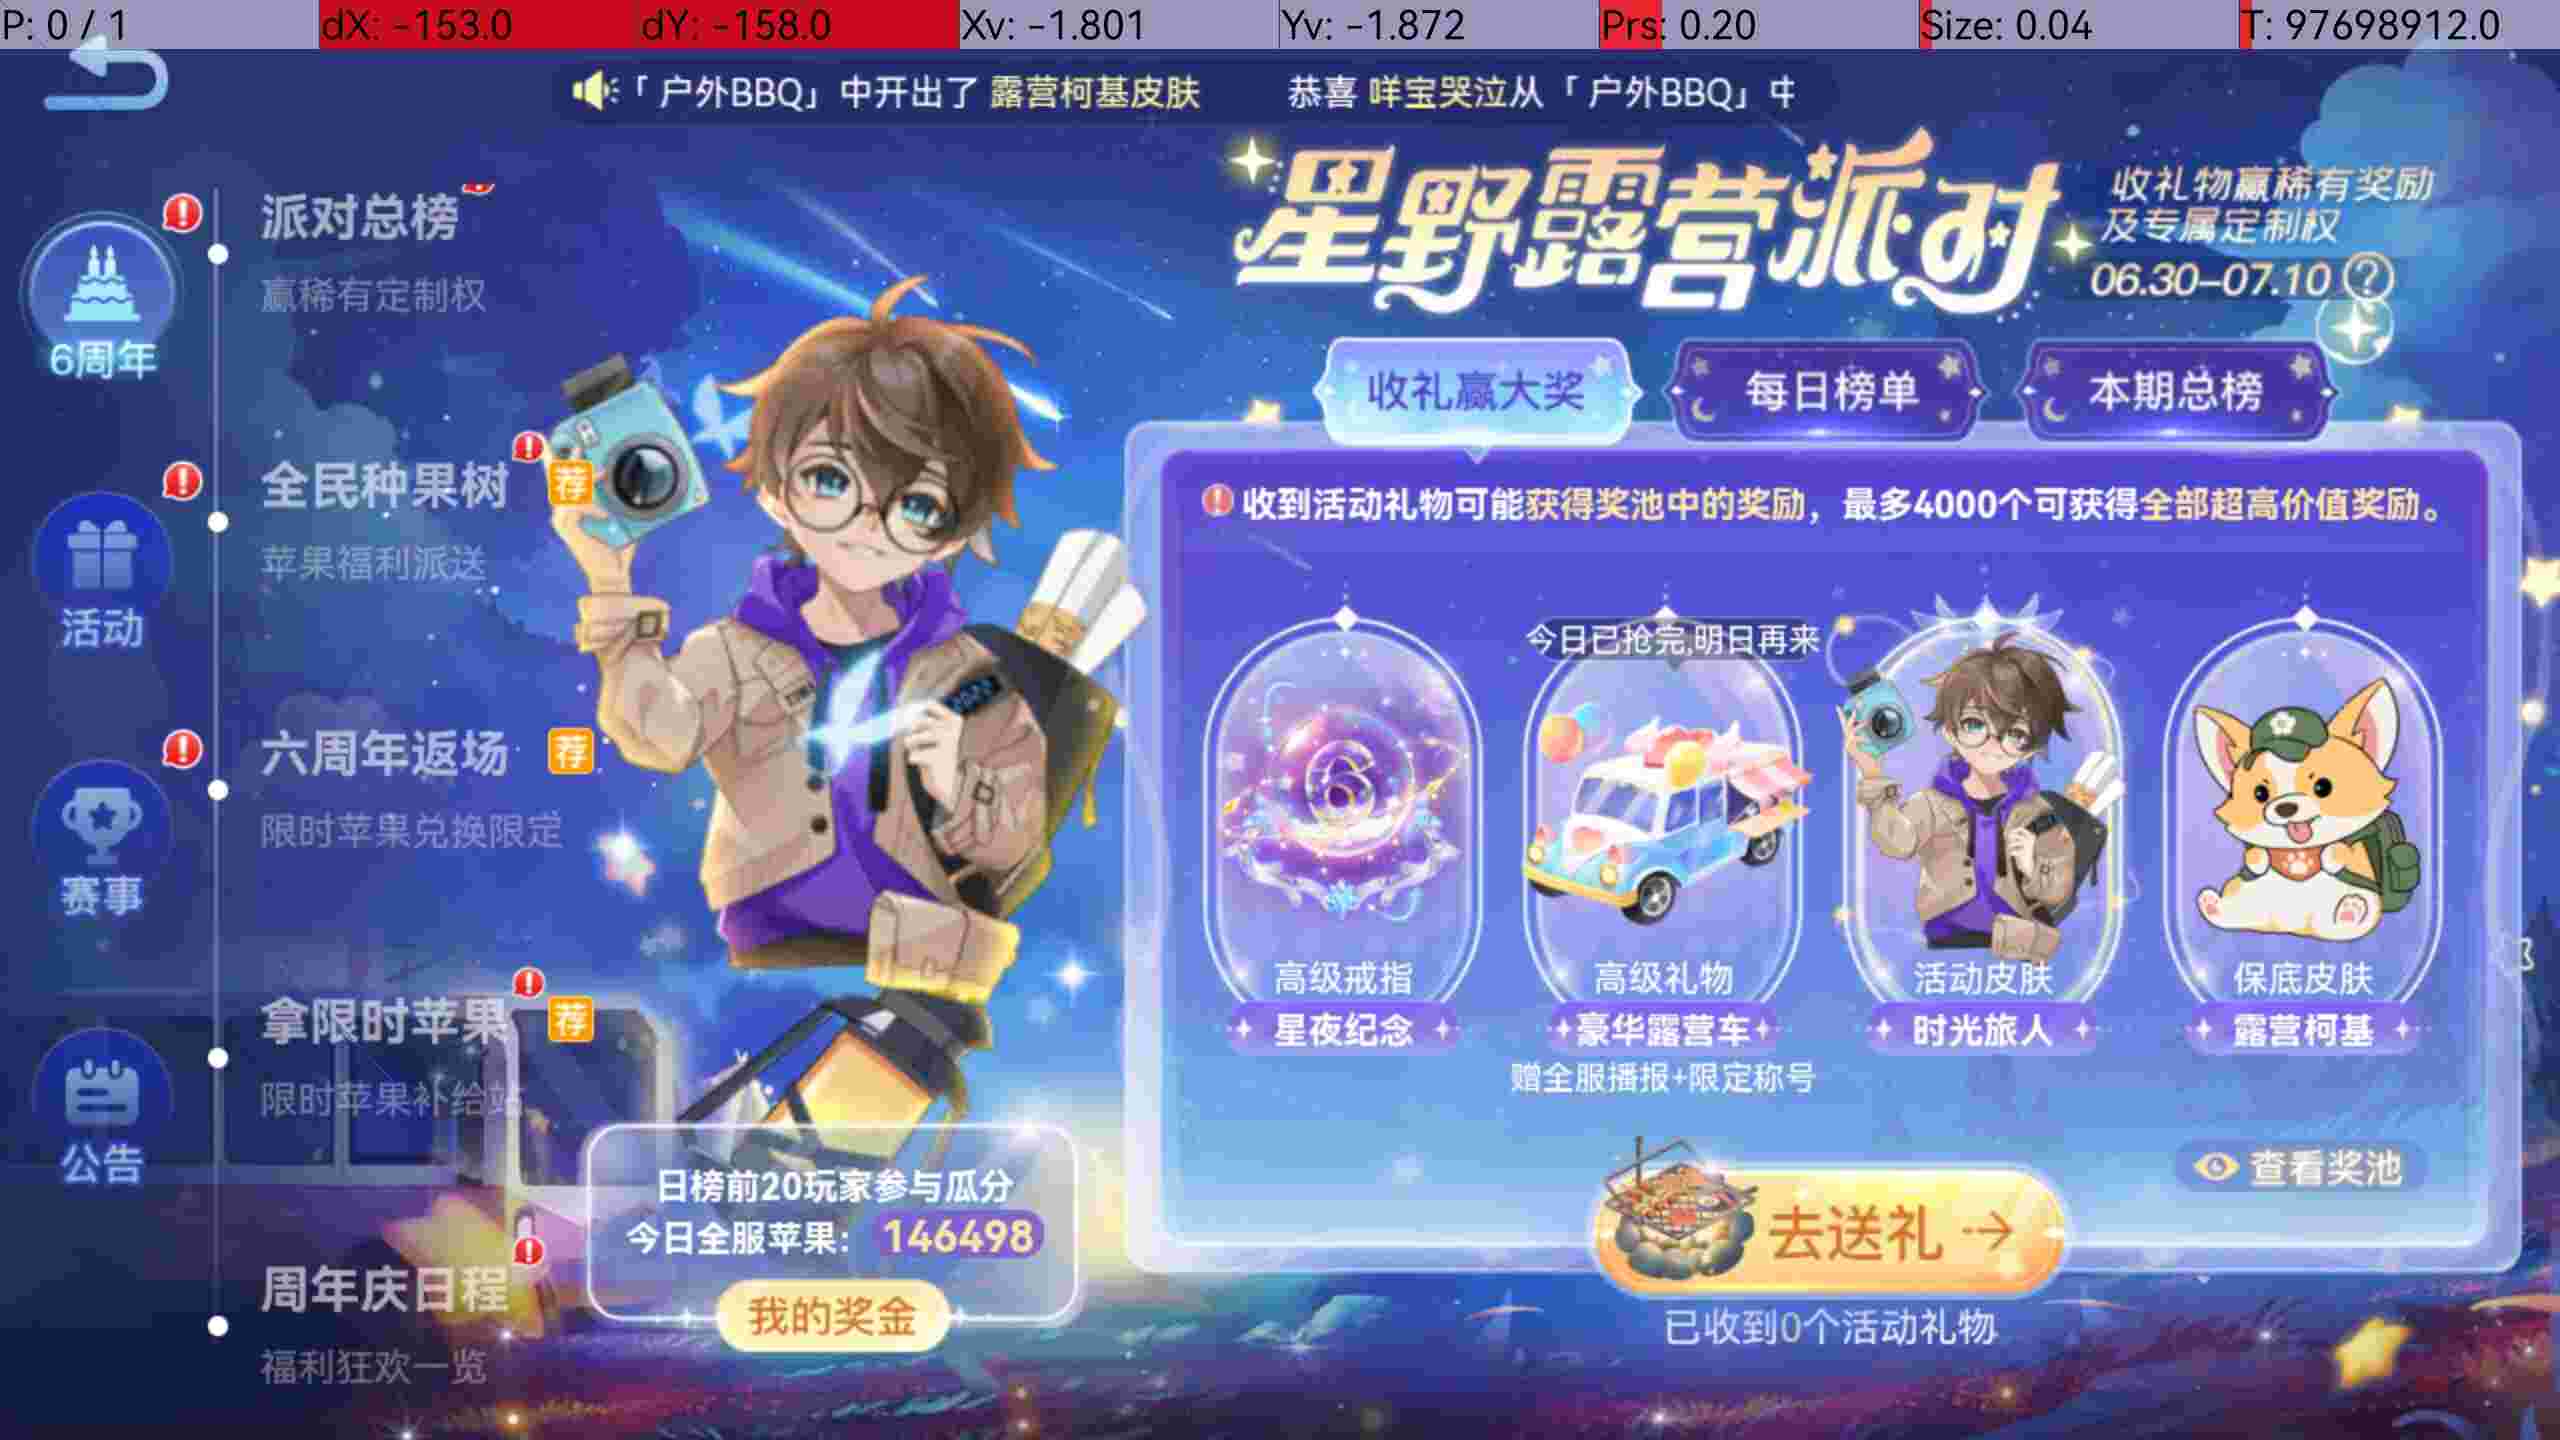 P: 0 / 1
dX: -153.0
dY: -158.0
Xv: -1.801
Yv: -1.872
Prs: 0.20
Size: 0.04
T: 97698912.0
「户外BBQ」中开出了 露营柯基皮肤
恭喜 咩宝哭泣从「户外BBQ」中
星野露营派对
收礼物赢稀有奖励
及专属定制权
06.30-07.10
?
6周年
活动
赛事
公告
派对总榜
赢稀有定制权
全民种果树
荐
苹果福利派送
六周年返场
荐
限时苹果兑换限定
拿限时苹果
荐
限时苹果补给站
周年庆日程
福利狂欢一览
收礼赢大奖
每日榜单
本期总榜
收到活动礼物可能获得奖池中的奖励，最多4000个可获得全部超高价值奖励。
今日已抢完,明日再来
6
高级戒指
星夜纪念
高级礼物
豪华露营车
赠全服播报+限定称号
活动皮肤
时光旅人
保底皮肤
露营柯基
查看奖池
去送礼
已收到0个活动礼物
日榜前20玩家参与瓜分
今日全服苹果：146498
我的奖金